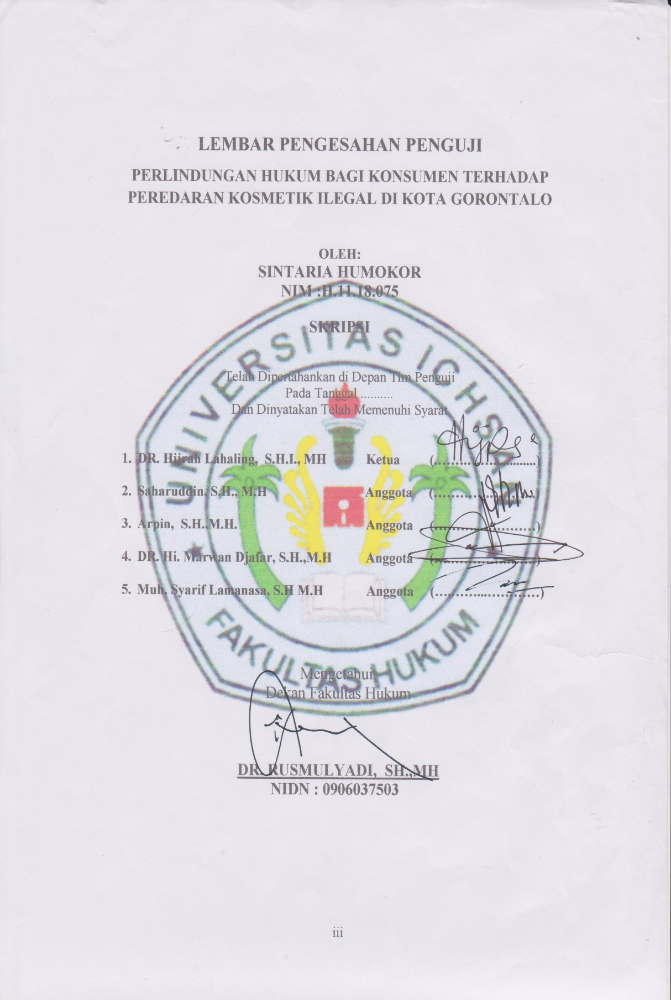 LEMBAR PENGESAHAN PENGUJI
PERLINDUNGAN HUKUM BAGI KONSUMEN TERHADAP
PEREDARAN KOSMETIK ILEGAL DI KOTA GORONTALO
OLEH:
SINTARIA HUMOKOR
NIM :H.11.18.075
SKRIPSI
UNIVERSITAS ICHSA
Telah Dipertahankan di Depan Tim Penguji
Pada Tanggal ..........
Dan Dinyatakan Telah Memenuhi Syarat
1. DR. Hijrah Lahaling, S.H.I., MH Ketua (..............................)
2. Saharuddin, S.H., M.H Anggota (..............................)
3. Arpin, S.H.,M.H. Anggota (..............................)
4. DR. Hi. Marwan Djafar, S.H.,M.H Anggota (..............................)
5. Muh. Syarif Lamanasa, S.H M.H Anggota (..............................)
FAKULTAS HUKUM
Mengetahui,
Dekan Fakultas Hukum
DR. RUSMULYADI, SH.,MH
NIDN : 0906037503
iii